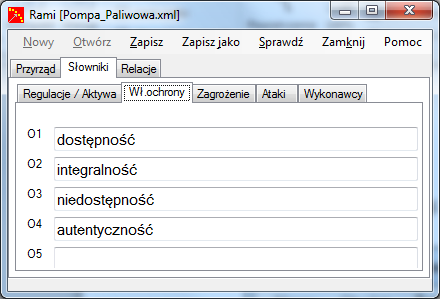 Rami [Pompa_Paliwowa.xml]
Nowy Otwórz Zapisz Zapisz jako Sprawdź Zamknij Pomoc
Przyrząd Słowniki Relacje
Regulacje / Aktywa Wł.ochrony Zagrożenie Ataki Wykonawcy
O1 dostępność
O2 integralność
O3 niedostępność
O4 autentyczność
O5